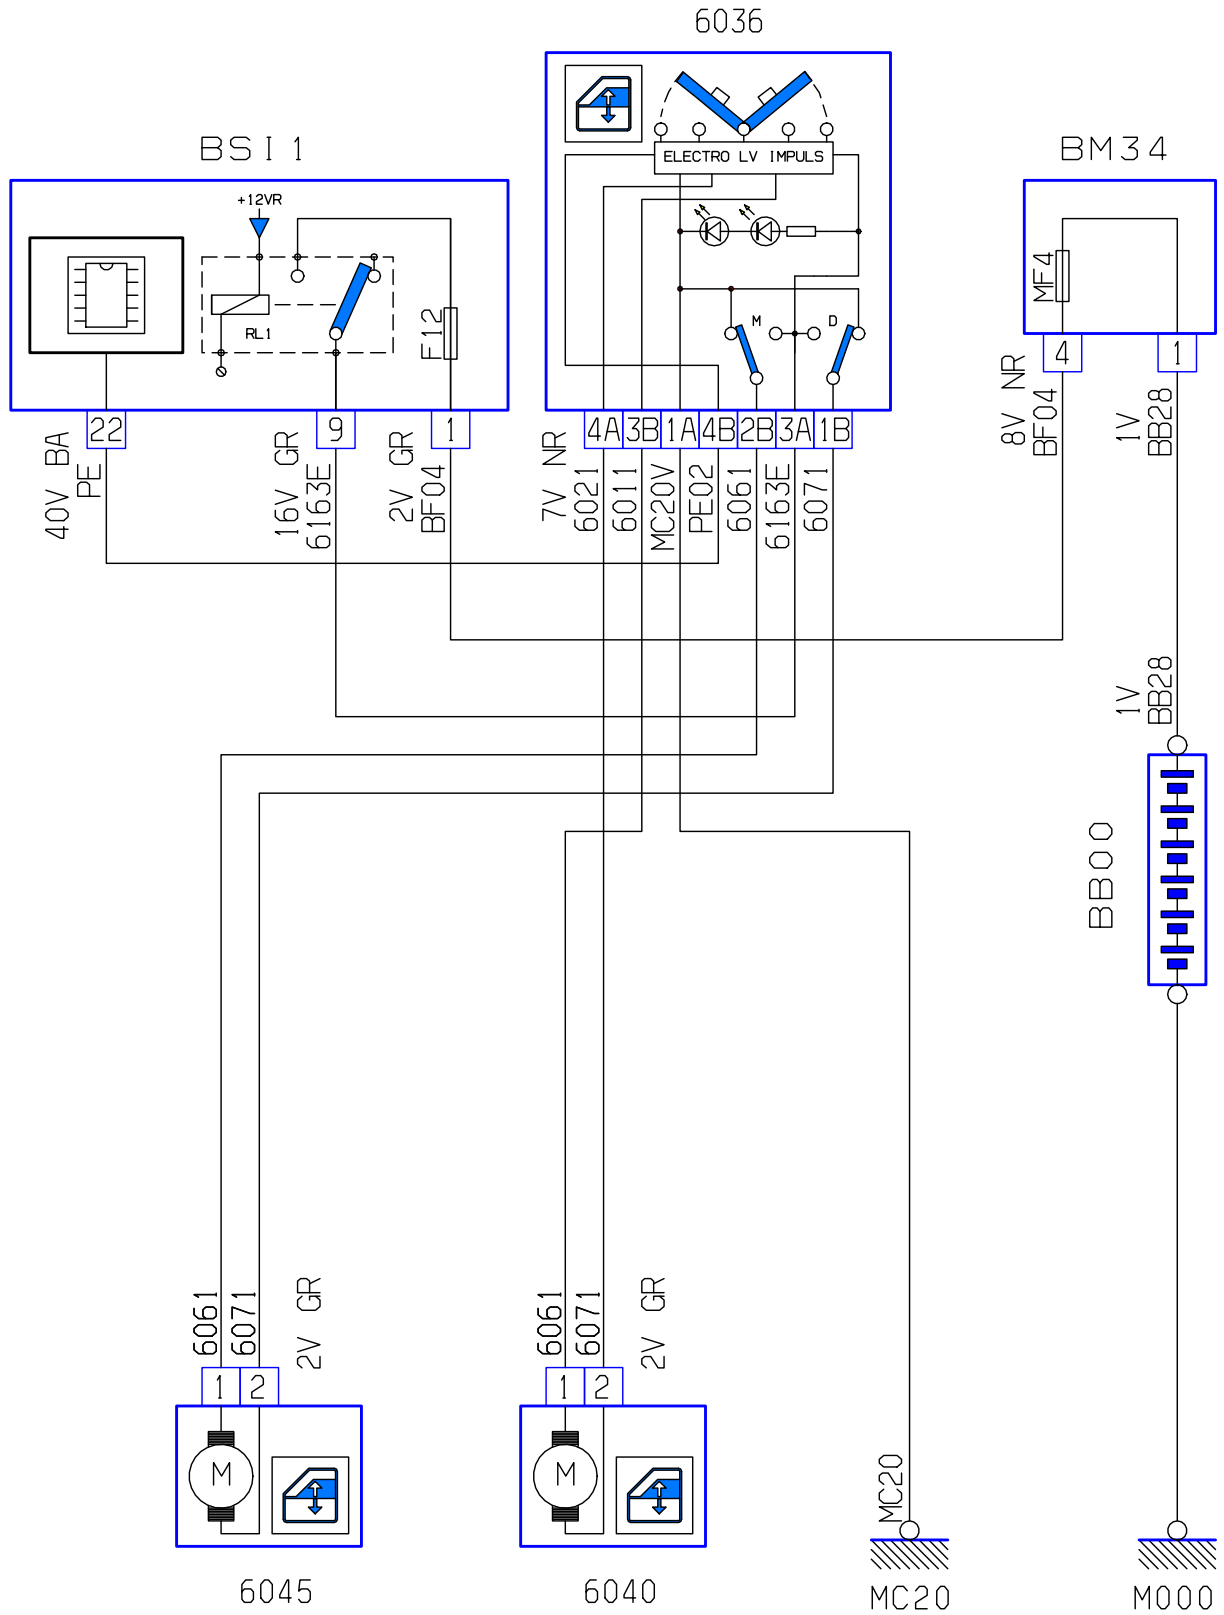 6036
BSI 1
BM34
ELECTRO LV IMPULS
+12VR
RL1
F12
M
D
MF4
22
9
1
4A
3B
1A
4B
2B
3A
1B
4
1
40V BA
PE
16V GR
6163E
2V GR
BF04
7V NR
6021
6011
MC20V
PE02
6061
6163E
6071
8V NR
BF04
1V
BB28
1V
BB28
BB00
6061
6071
2V GR
6061
6071
2V GR
1
2
1
2
M
M
MC20
6045
6040
MC20
M000